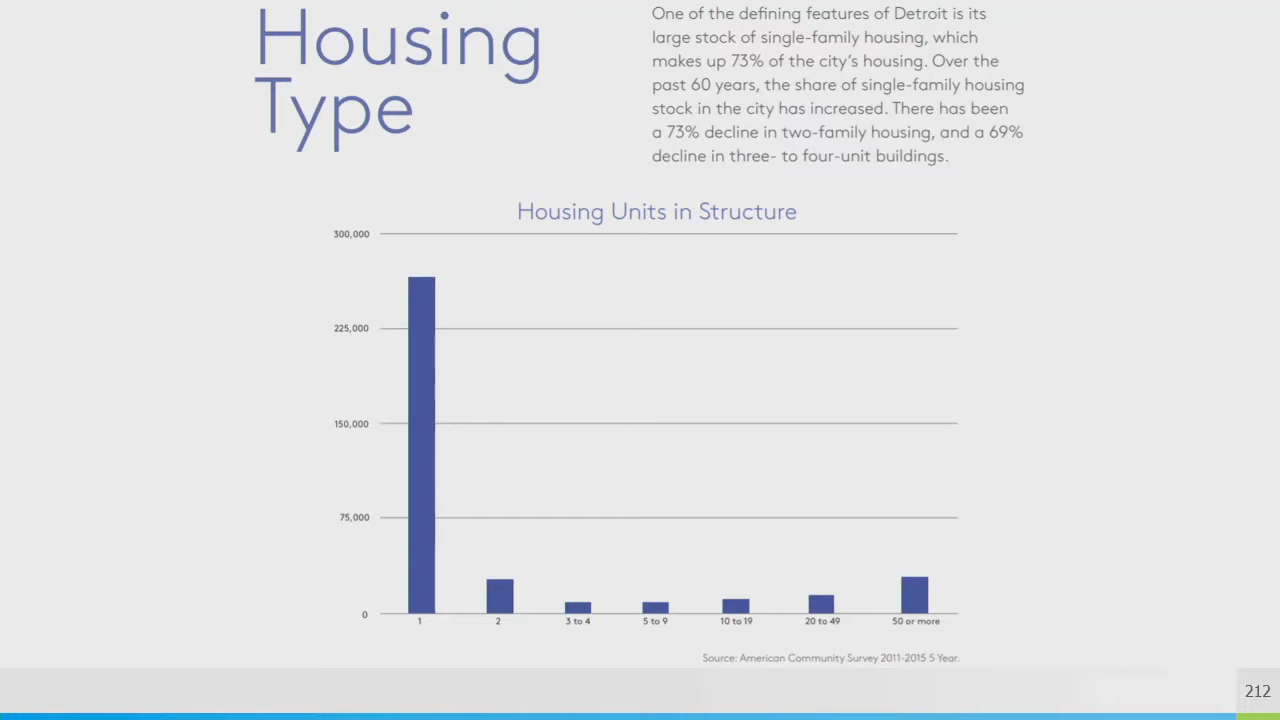 Housing
Type
One of the defining features of Detroit is its
large stock of single-family housing, which
makes up 73% of the city's housing. Over the
past 60 years, the share of single-family housing
stock in the city has increased. There has been
a 73% decline in two-family housing, and a 69%
decline in three- to four-unit buildings.
Housing Units in Structure
300,000
225,000
150,000
75,000
0
1 2 3 to 4 5 to 9 10 to 19 20 to 49 50 or more
Source: American Community Survey 2011-2015 5 Year.
212